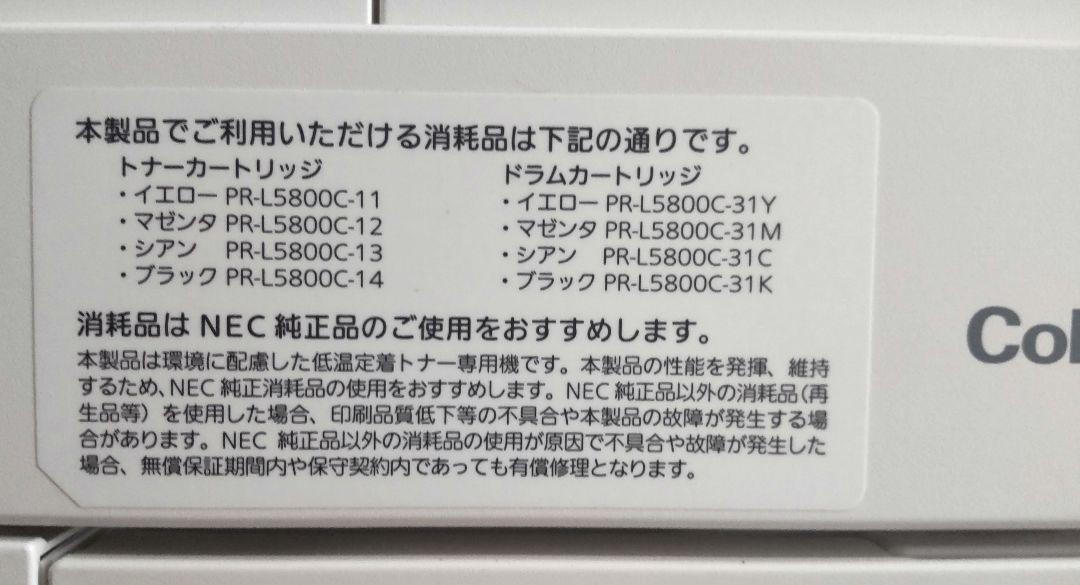 本製品でご利用いただける消耗品は下記の通りです。
トナーカートリッジ
・イエロー PR-L5800C-11
・マゼンタ PR-L5800C-12
・シアン PR-L5800C-13
・ブラック PR-L5800C-14
ドラムカートリッジ
・イエロー PR-L5800C-31Y
・マゼンタ PR-L5800C-31M
・シアン PR-L5800C-31C
・ブラック PR-L5800C-31K
消耗品は NEC 純正品のご使用をおすすめします。
本製品は環境に配慮した低温定着トナー専用機です。本製品の性能を発揮、維持
するため、NEC 純正消耗品の使用をおすすめします。NEC 純正品以外の消耗品(再
生品等）を使用した場合、印刷品質低下等の不具合や本製品の故障が発生する場
合があります。NEC 純正品以外の消耗品の使用が原因で不具合や故障が発生した
場合、無償保証期間内や保守契約内であっても有償修理となります。
Col